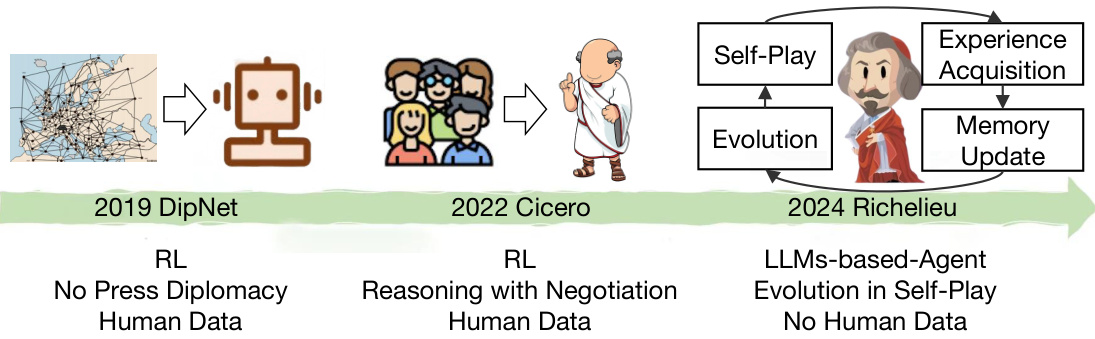 Self-Play
Experience
Acquisition
Evolution
Memory
Update
2019 DipNet
2022 Cicero
2024 Richelieu
RL
No Press Diplomacy
Human Data
RL
Reasoning with Negotiation
Human Data
LLMs-based-Agent
Evolution in Self-Play
No Human Data